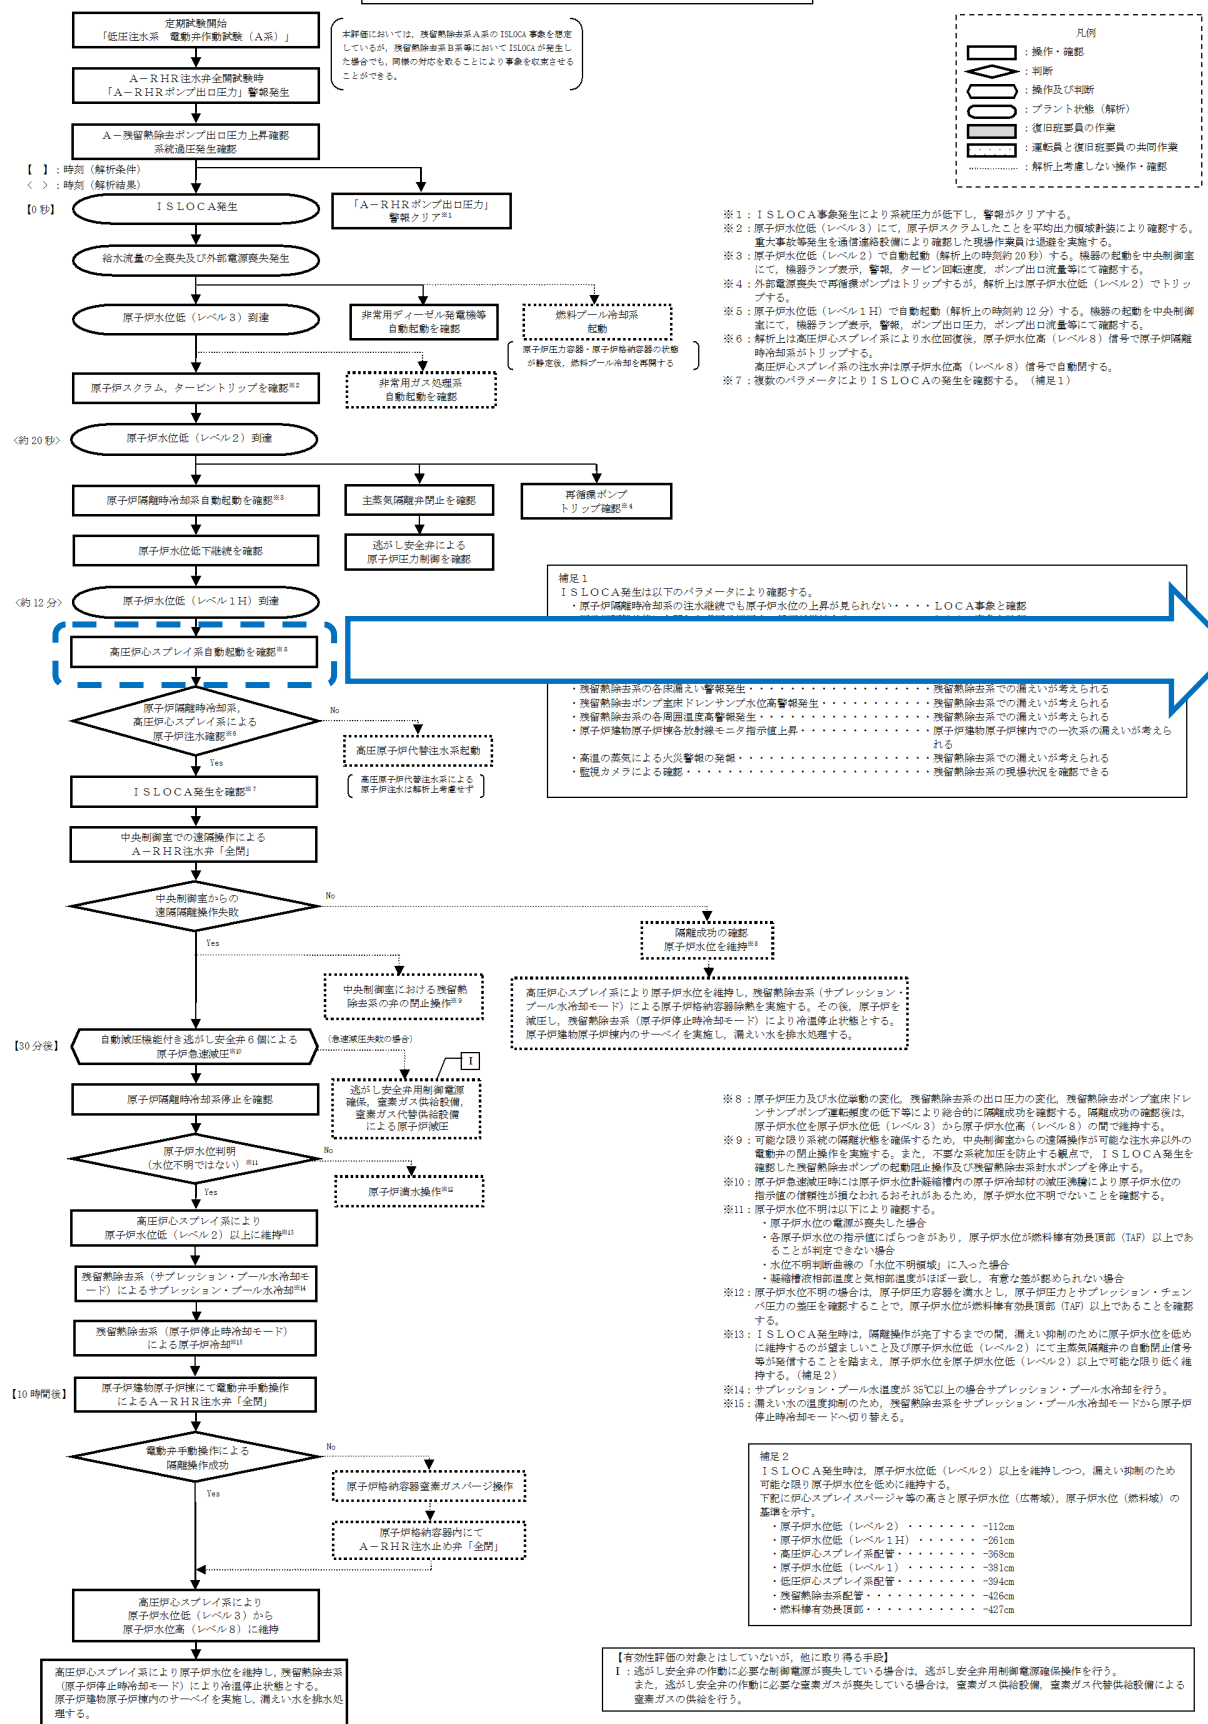 定期試験開始
「低圧注水系　電動弁作動試験（A系）」
本評価においては，残留熱除去系A系のISLOCA事象を想定
しているが，残留熱除去系B系等においてISLOCAが発生し
た場合でも，同様の対応を取ることにより事象を収束させる
ことができる。
凡例
：操作・確認
：判断
：操作及び判断
：プラント状態（解析）
：復旧班要員の作業
：運転員と復旧班要員の共同作業
：解析上考慮しない操作・確認
A－RHR注水弁全開試験時
「A－RHRポンプ出口圧力」警報発生
A－残留熱除去ポンプ出口圧力上昇確認
系統過圧発生確認
【　】：時刻（解析条件）
＜　＞：時刻（解析結果）
【0秒】
ISLOCA発生
「A－RHRポンプ出口圧力」
警報クリア※1
給水流量の全喪失及び外部電源喪失発生
原子炉水位低（レベル3）到達
非常用ディーゼル発電機等
自動起動を確認
燃料プール冷却系
起動
原子炉圧力容器・原子炉格納容器の状態
が静定後，燃料プール冷却を再開する
原子炉スクラム，タービントリップを確認※2
非常用ガス処理系
自動起動を確認
＜約20秒＞
原子炉水位低（レベル2）到達
原子炉隔離時冷却系自動起動を確認※3
主蒸気隔離弁閉止を確認
再循環ポンプ
トリップ確認※4
原子炉水位低下継続を確認
逃がし安全弁による
原子炉圧力制御を確認
＜約12分＞
原子炉水位低（レベル1H）到達
高圧炉心スプレイ系自動起動を確認※5
※1：ISLOCA事象発生により系統圧力が低下し，警報がクリアする。
※2：原子炉水位低（レベル3）にて，原子炉スクラムしたことを平均出力領域計装により確認する。
重大事故等発生を通信連絡設備により確認した現場作業員は退避を実施する。
※3：原子炉水位低（レベル2）で自動起動（解析上の時刻約20秒）する。機器の起動を中央制御室
にて，機器ランプ表示，警報，タービン回転速度，ポンプ出口流量等にて確認する。
※4：外部電源喪失で再循環ポンプはトリップするが，解析上は原子炉水位低（レベル2）でトリッ
プする。
※5：原子炉水位低（レベル1H）で自動起動（解析上の時刻約12分）する。機器の起動を中央制御
室にて，機器ランプ表示，警報，ポンプ出口圧力，ポンプ出口流量等にて確認する。
※6：解析上は高圧炉心スプレイ系により水位回復後，原子炉水位高（レベル8）信号で原子炉隔離
時冷却系がトリップする。
高圧炉心スプレイ系の注水弁は原子炉水位高（レベル8）信号で自動閉する。
※7：複数のパラメータによりISLOCAの発生を確認する。（補足1）
補足1
ISLOCA発生は以下のパラメータにより確認する。
・原子炉隔離時冷却系の注水継続でも原子炉水位の上昇が見られない・・・・LOCA事象と確認
・残留熱除去系の各床漏えい警報発生・・・・・・・・・・・・・・・・・・残留熱除去系での漏えいが考えられる
・残留熱除去ポンプ室床ドレンサンプ水位高警報発生・・・・・・・・・・・残留熱除去系での漏えいが考えられる
・残留熱除去系の各周囲温度高警報発生・・・・・・・・・・・・・・・・・残留熱除去系での漏えいが考えられる
・原子炉建物原子炉棟各放射線モニタ指示値上昇・・・・・・・・・・・・・原子炉建物原子炉棟内での一次系の漏えいが考えら
れる
・高温の蒸気による火災警報の発報・・・・・・・・・・・・・・・・・・・残留熱除去系での漏えいが考えられる
・監視カメラによる確認・・・・・・・・・・・・・・・・・・・・・・・・残留熱除去系の現場状況を確認できる
原子炉隔離時冷却系，
高圧炉心スプレイ系による
原子炉注水確認※6
No
Yes
高圧原子炉代替注水系起動
高圧原子炉代替注水系による
原子炉注水は解析上考慮せず
ISLOCA発生を確認※7
中央制御室での遠隔操作による
A－RHR注水弁「全閉」
中央制御室からの
遠隔隔離操作失敗
No
Yes
隔離成功の確認
原子炉水位を維持※8
中央制御室における残留熱
除去系の弁の閉止操作※9
高圧炉心スプレイ系により原子炉水位を維持し，残留熱除去系（サプレッション・
プール水冷却モード）による原子炉格納容器除熱を実施する。その後，原子炉を
減圧し，残留熱除去系（原子炉停止時冷却モード）により冷温停止状態とする。
原子炉建物原子炉棟内のサーベイを実施し，漏えい水を排水処理する。
【30分後】
自動減圧機能付き逃がし安全弁6個による
原子炉急速減圧※10
（急速減圧失敗の場合）
I
逃がし安全弁用制御電源
確保，窒素ガス供給設備，
窒素ガス代替供給設備
による原子炉減圧
原子炉隔離時冷却系停止を確認
原子炉水位判明
（水位不明ではない）※11
No
Yes
原子炉満水操作※12
高圧炉心スプレイ系により
原子炉水位低（レベル2）以上に維持※13
残留熱除去系（サプレッション・プール水冷却モ
ード）によるサプレッション・プール水冷却※14
残留熱除去系（原子炉停止時冷却モード）
による原子炉冷却※15
【10時間後】
原子炉建物原子炉棟にて電動弁手動操作
によるA－RHR注水弁「全閉」
電動弁手動操作による
隔離操作成功
No
Yes
原子炉格納容器窒素ガスパージ操作
原子炉格納容器内にて
A－RHR注水止め弁「全閉」
高圧炉心スプレイ系により
原子炉水位低（レベル3）から
原子炉水位高（レベル8）に維持
高圧炉心スプレイ系により原子炉水位を維持し，残留熱除去系
（原子炉停止時冷却モード）により冷温停止状態とする。
原子炉建物原子炉棟内のサーベイを実施し，漏えい水を排水処
理する。
※8：原子炉圧力及び水位挙動の変化，残留熱除去系の出口圧力の変化，残留熱除去ポンプ室床ドレ
ンサンプポンプ運転頻度の低下等により総合的に隔離成功を確認する。隔離成功の確認後は，
原子炉水位を原子炉水位低（レベル3）から原子炉水位高（レベル8）の間で維持する。
※9：可能な限り系統の隔離状態を確保するため，中央制御室からの遠隔操作が可能な注水弁以外の
電動弁の閉止操作を実施する。また，不要な系統加圧を防止する観点で，ISLOCA発生を
確認した残留熱除去ポンプの起動阻止操作及び残留熱除去系封水ポンプを停止する。
※10：原子炉急速減圧時には原子炉水位計凝縮槽内の原子炉冷却材の減圧沸騰により原子炉水位の
指示値の信頼性が損なわれるおそれがあるため，原子炉水位不明でないことを確認する。
※11：原子炉水位不明は以下により確認する。
・原子炉水位の電源が喪失した場合
・各原子炉水位の指示値にばらつきがあり，原子炉水位が燃料棒有効長頂部（TAF）以上であ
ることが判定できない場合
・水位不明判断曲線の「水位不明領域」に入った場合
・凝縮槽液相部温度と気相部温度がほぼ一致し，有意な差が認められない場合
※12：原子炉水位不明の場合は，原子炉圧力容器を満水とし，原子炉圧力とサプレッション・チェン
バ圧力の差圧を確認することで，原子炉水位が燃料棒有効長頂部（TAF）以上であることを確認
する。
※13：ISLOCA発生時は，隔離操作が完了するまでの間，漏えい抑制のために原子炉水位を低め
に維持するのが望ましいこと及び原子炉水位低（レベル2）にて主蒸気隔離弁の自動閉止信号
等が発信することを踏まえ，原子炉水位を原子炉水位低（レベル2）以上で可能な限り低く維
持する。（補足2）
※14：サプレッション・プール水温度が35℃以上の場合サプレッション・プール水冷却を行う。
※15：漏えい水の温度抑制のため，残留熱除去系をサプレッション・プール水冷却モードから原子炉
停止時冷却モードへ切り替える。
補足2
ISLOCA発生時は，原子炉水位低（レベル2）以上を維持しつつ，漏えい抑制のため
可能な限り原子炉水位を低めに維持する。
下記に炉心スプレイスパージャ等の高さと原子炉水位（広帯域），原子炉水位（燃料域）の
基準を示す。
・原子炉水位低（レベル2）・・・・・・・ -112cm
・原子炉水位低（レベル1H）・・・・・・ -261cm
・高圧炉心スプレイ系配管・・・・・・・・ -368cm
・原子炉水位低（レベル1）・・・・・・・ -381cm
・低圧炉心スプレイ系配管・・・・・・・・ -394cm
・残留熱除去系配管・・・・・・・・・・・ -426cm
・燃料棒有効長頂部・・・・・・・・・・・ -427cm
【有効性評価の対象とはしていないが，他に取り得る手段】
I：逃がし安全弁の作動に必要な制御電源が喪失している場合は，逃がし安全弁用制御電源確保操作を行う。
また，逃がし安全弁の作動に必要な窒素ガスが喪失している場合は，窒素ガス供給設備，窒素ガス代替供給設備による
窒素ガスの供給を行う。